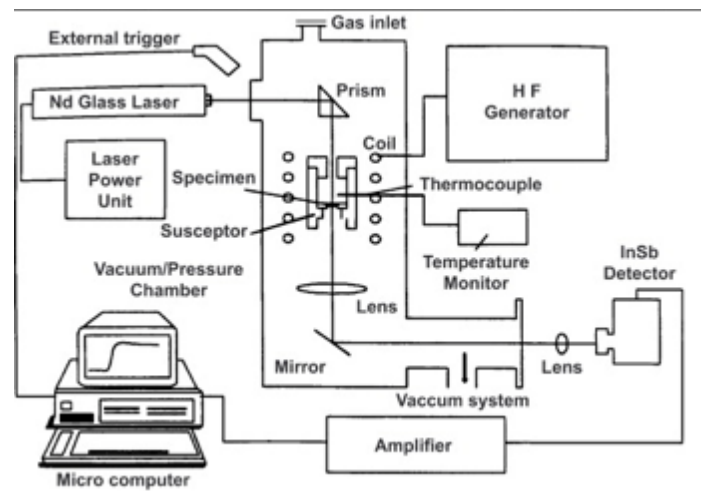 Gas inlet
External trigger
Prism
Nd Glass Laser
H F
Generator
Coil
Laser
Power
Unit
Specimen
Thermocouple
Susceptor
InSb
Detector
Temperature
Monitor
Vacuum/Pressure
Chamber
Lens
Mirror
Lens
Vaccum system
Amplifier
Micro computer